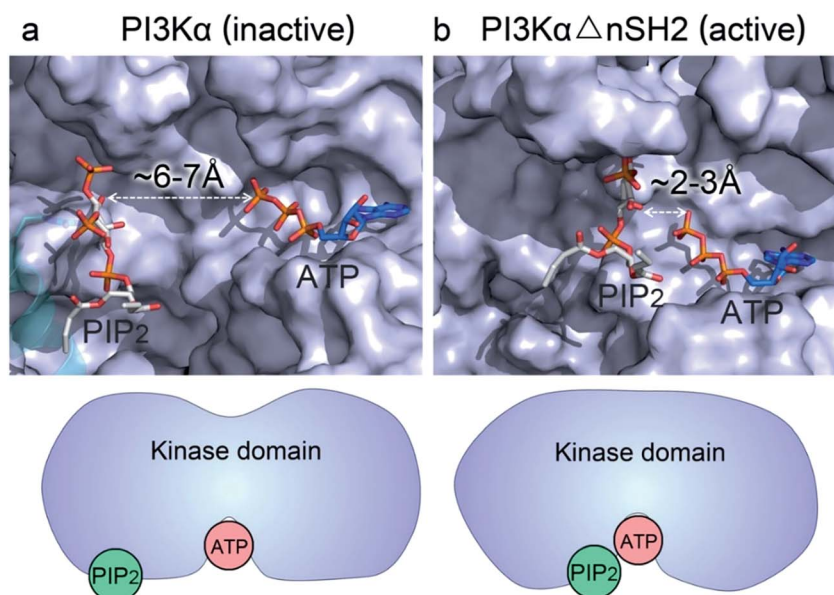 a PI3Kα (inactive)
b PI3Kα△nSH2 (active)
~6-7Å
ATP
PIP2
~2-3Å
PIP2
ATP
Kinase domain
ATP
PIP2
Kinase domain
ATP
PIP2